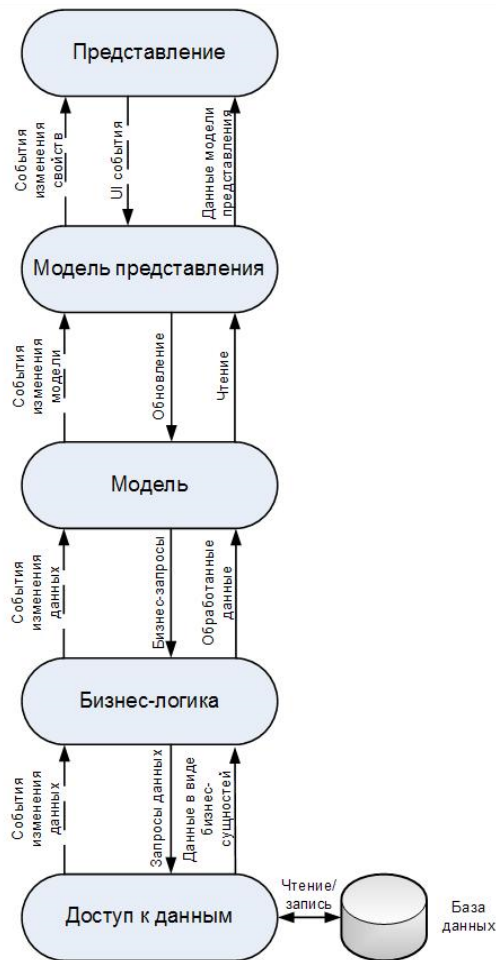 Представление
События
изменения
свойств
UI события
Данные модели
представления
Модель представления
События
изменения
модели
Обновление
Чтение
Модель
События
изменения
данных
Бизнес-запросы
Обработанные
данные
Бизнес-логика
События
изменения
данных
Запросы данных
Данные в виде
бизнес-
сущностей
Доступ к данным
Чтение/
запись
База
данных